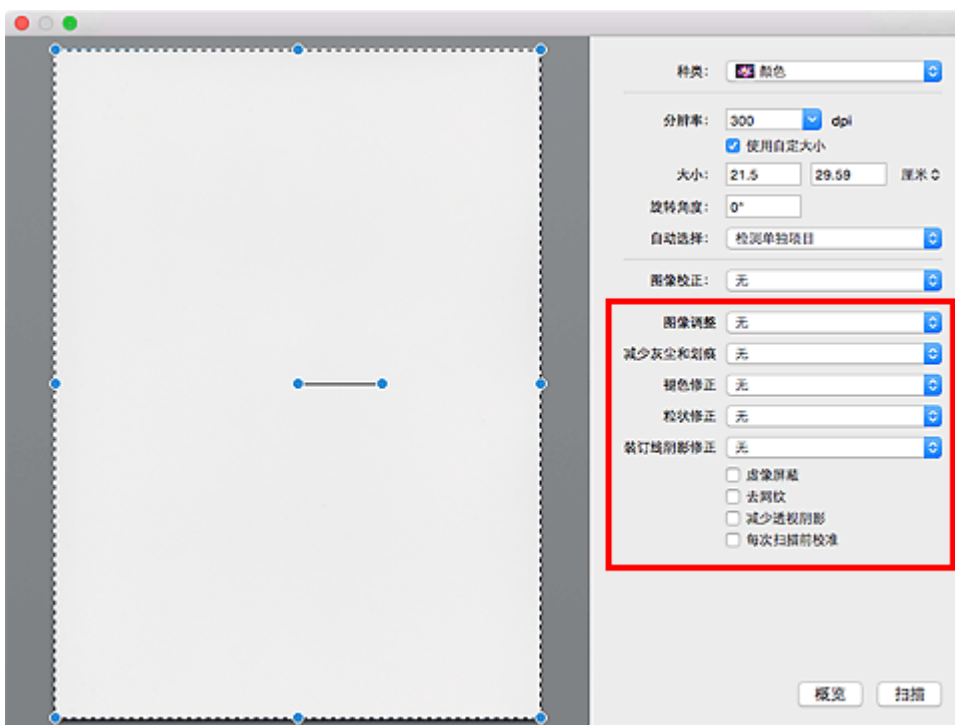 种类: 颜色
分辨率: 300 dpi
使用自定大小
大小: 21.5 29.59 厘米
旋转角度: 0°
自动选择: 检测单独项目
图像校正: 无
图像调整 无
减少灰尘和划痕 无
褪色修正 无
粒状修正 无
装订线阴影修正 无
虚像屏蔽
去网纹
减少透视阴影
每次扫描前校准
概览 扫描